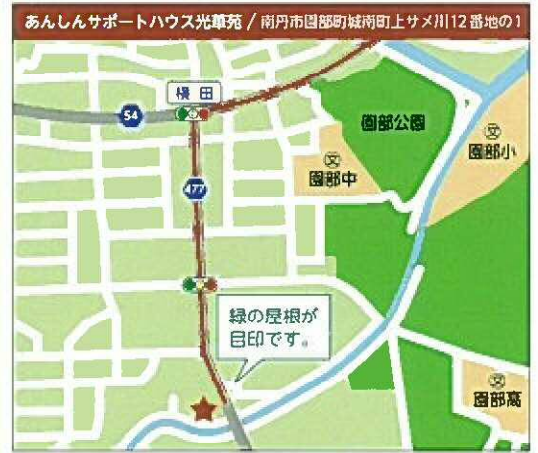 あんしんサポートハウス光華苑 / 南丹市園部町城南町上サメ川12番地の1
横田
54
園部公園
文
園部小
文
園部中
477
緑の屋根が
目印です。
文
園部高